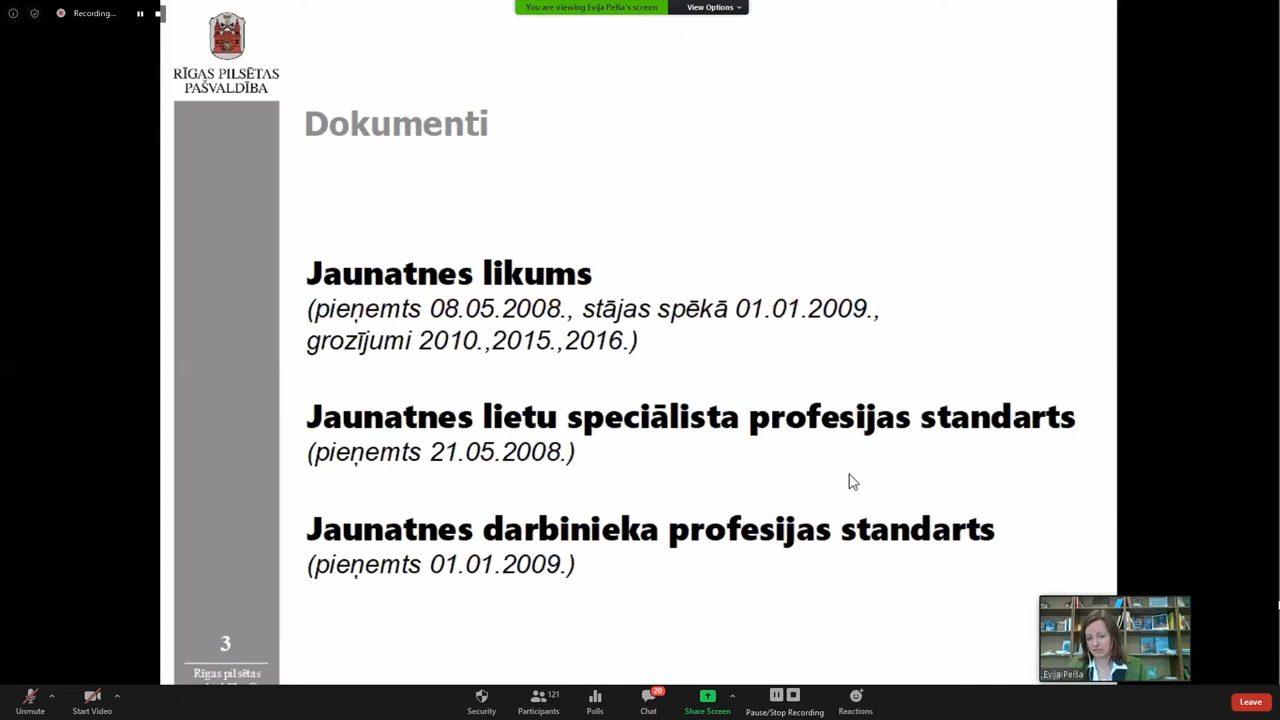 Recording...
You are viewing Evija Pelša's screen
View Options
RĪGAS PILSĒTAS
PAŠVALDĪBA
Dokumenti
Jaunatnes likums
(pieņemts 08.05.2008., stājas spēkā 01.01.2009.,
grozījumi 2010.,2015.,2016.)
Jaunatnes lietu speciālista profesijas standarts
(pieņemts 21.05.2008.)
Jaunatnes darbinieka profesijas standarts
(pieņemts 01.01.2009.)
3
Rīgas pilsētas
Evija Pelša
Unmute
Start Video
Security
Participants
121
Polls
Chat
20
Share Screen
Pause/Stop Recording
Reactions
Leave